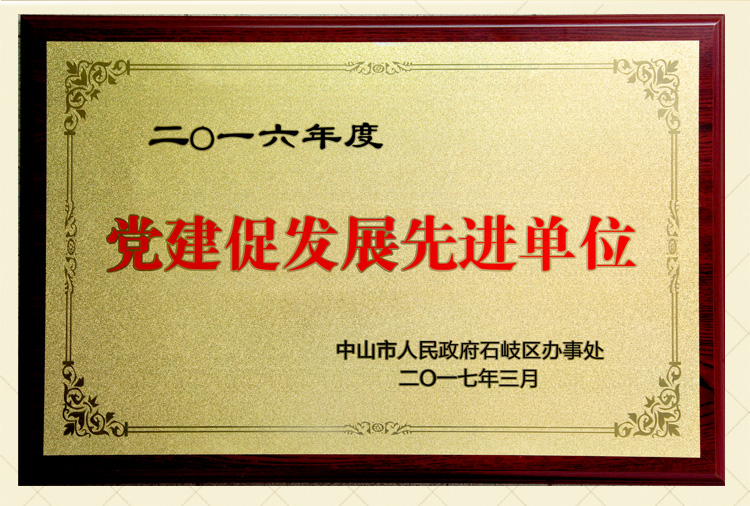 二〇一六年度
党建促发展先进单位
中山市人民政府石岐区办事处
二〇一七年三月